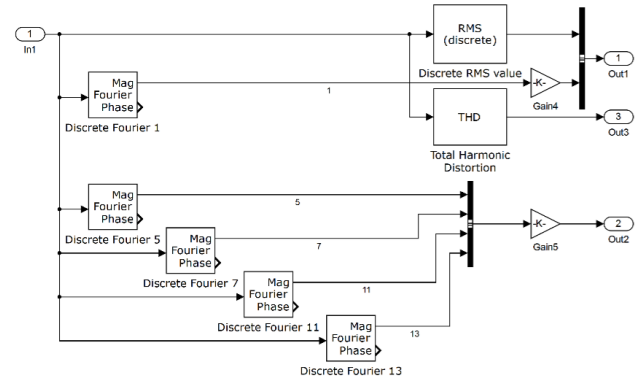 1
In1
RMS
(discrete)
Discrete RMS value
1
Out1
Mag
Fourier
Phase
Discrete Fourier 1
1
-K-
Gain4
THD
Total Harmonic
Distortion
3
Out3
Mag
Fourier
Phase
Discrete Fourier 5
5
Mag
Fourier
Phase
Discrete Fourier 7
7
-K-
Gain5
2
Out2
Mag
Fourier
Phase
Discrete Fourier 11
11
Mag
Fourier
Phase
Discrete Fourier 13
13